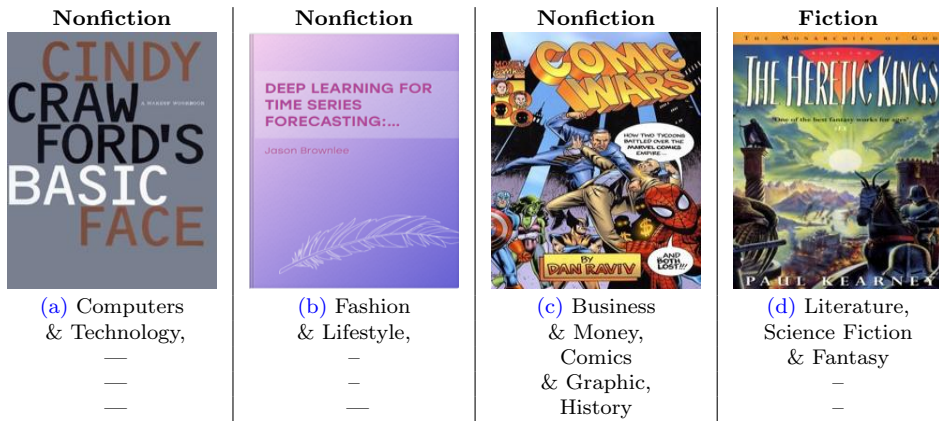 Nonfiction
CINDY
CRAW
A MAKEUP WORKBOOK
FORD'S
BASIC
FACE
(a) Computers
& Technology,
—
—
—
Nonfiction
DEEP LEARNING FOR
TIME SERIES
FORECASTING:...
Jason Brownlee
(b) Fashion
& Lifestyle,
–
–
—
Nonfiction
COMIC
WARS
HOW TWO TYCOONS
BATTLED OVER THE
MARVEL COMICS
EMPIRE...
AND
BOTH
LOST!!!
BY
DAN RAVIV
(c) Business
& Money,
Comics
& Graphic,
History
Fiction
THE MONARCHIES OF GOD
BOOK TWO
THE HERETIC KINGS
"One of the best fantasy works for ages"
SFX
PAUL KEARNEY
(d) Literature,
Science Fiction
& Fantasy
–
–